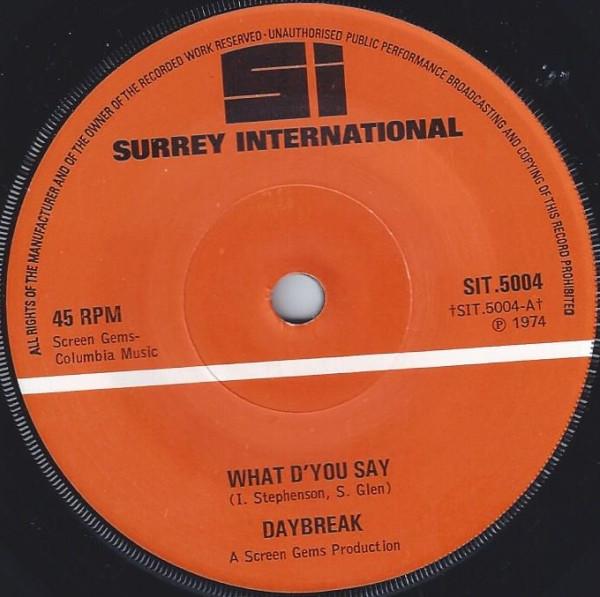 ALL RIGHTS OF THE MANUFACTURER AND OF THE OWNER OF THE RECORDED WORK RESERVED · UNAUTHORISED PUBLIC PERFORMANCE BROADCASTING AND COPYING OF THIS RECORD PROHIBITED
Si
SURREY INTERNATIONAL
45 RPM
Screen Gems-
Columbia Music
SIT.5004
†SIT.5004-A†
℗ 1974
WHAT D'YOU SAY
(I. Stephenson, S. Glen)
DAYBREAK
A Screen Gems Production